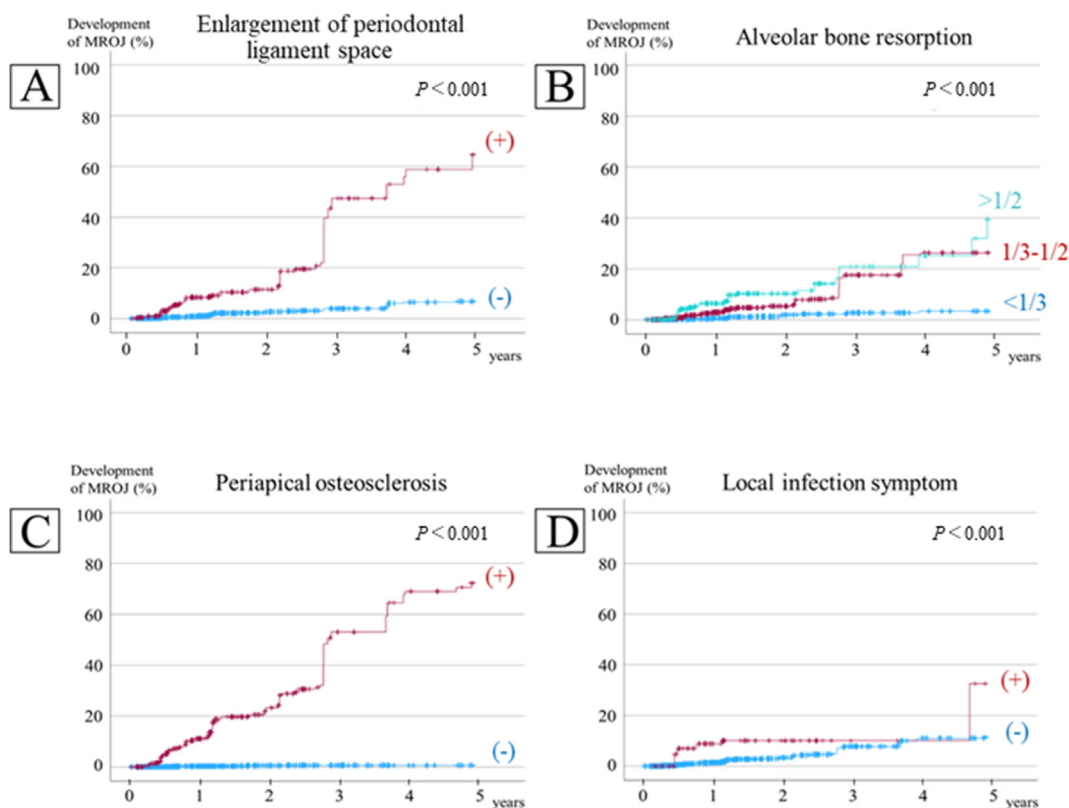 Development
of MROJ (%)
Enlargement of periodontal
ligament space
A
P < 0.001
100
80
60
40
20
0
(+)
(-)
0 1 2 3 4 5
years
Development
of MROJ (%)
Alveolar bone resorption
B
P < 0.001
100
80
60
40
20
0
>1/2
1/3-1/2
<1/3
0 1 2 3 4 5
years
Development
of MROJ (%)
Periapical osteosclerosis
C
P < 0.001
100
80
60
40
20
0
(+)
(-)
0 1 2 3 4 5
years
Development
of MROJ (%)
Local infection symptom
D
P < 0.001
100
80
60
40
20
0
(+)
(-)
0 1 2 3 4 5
years